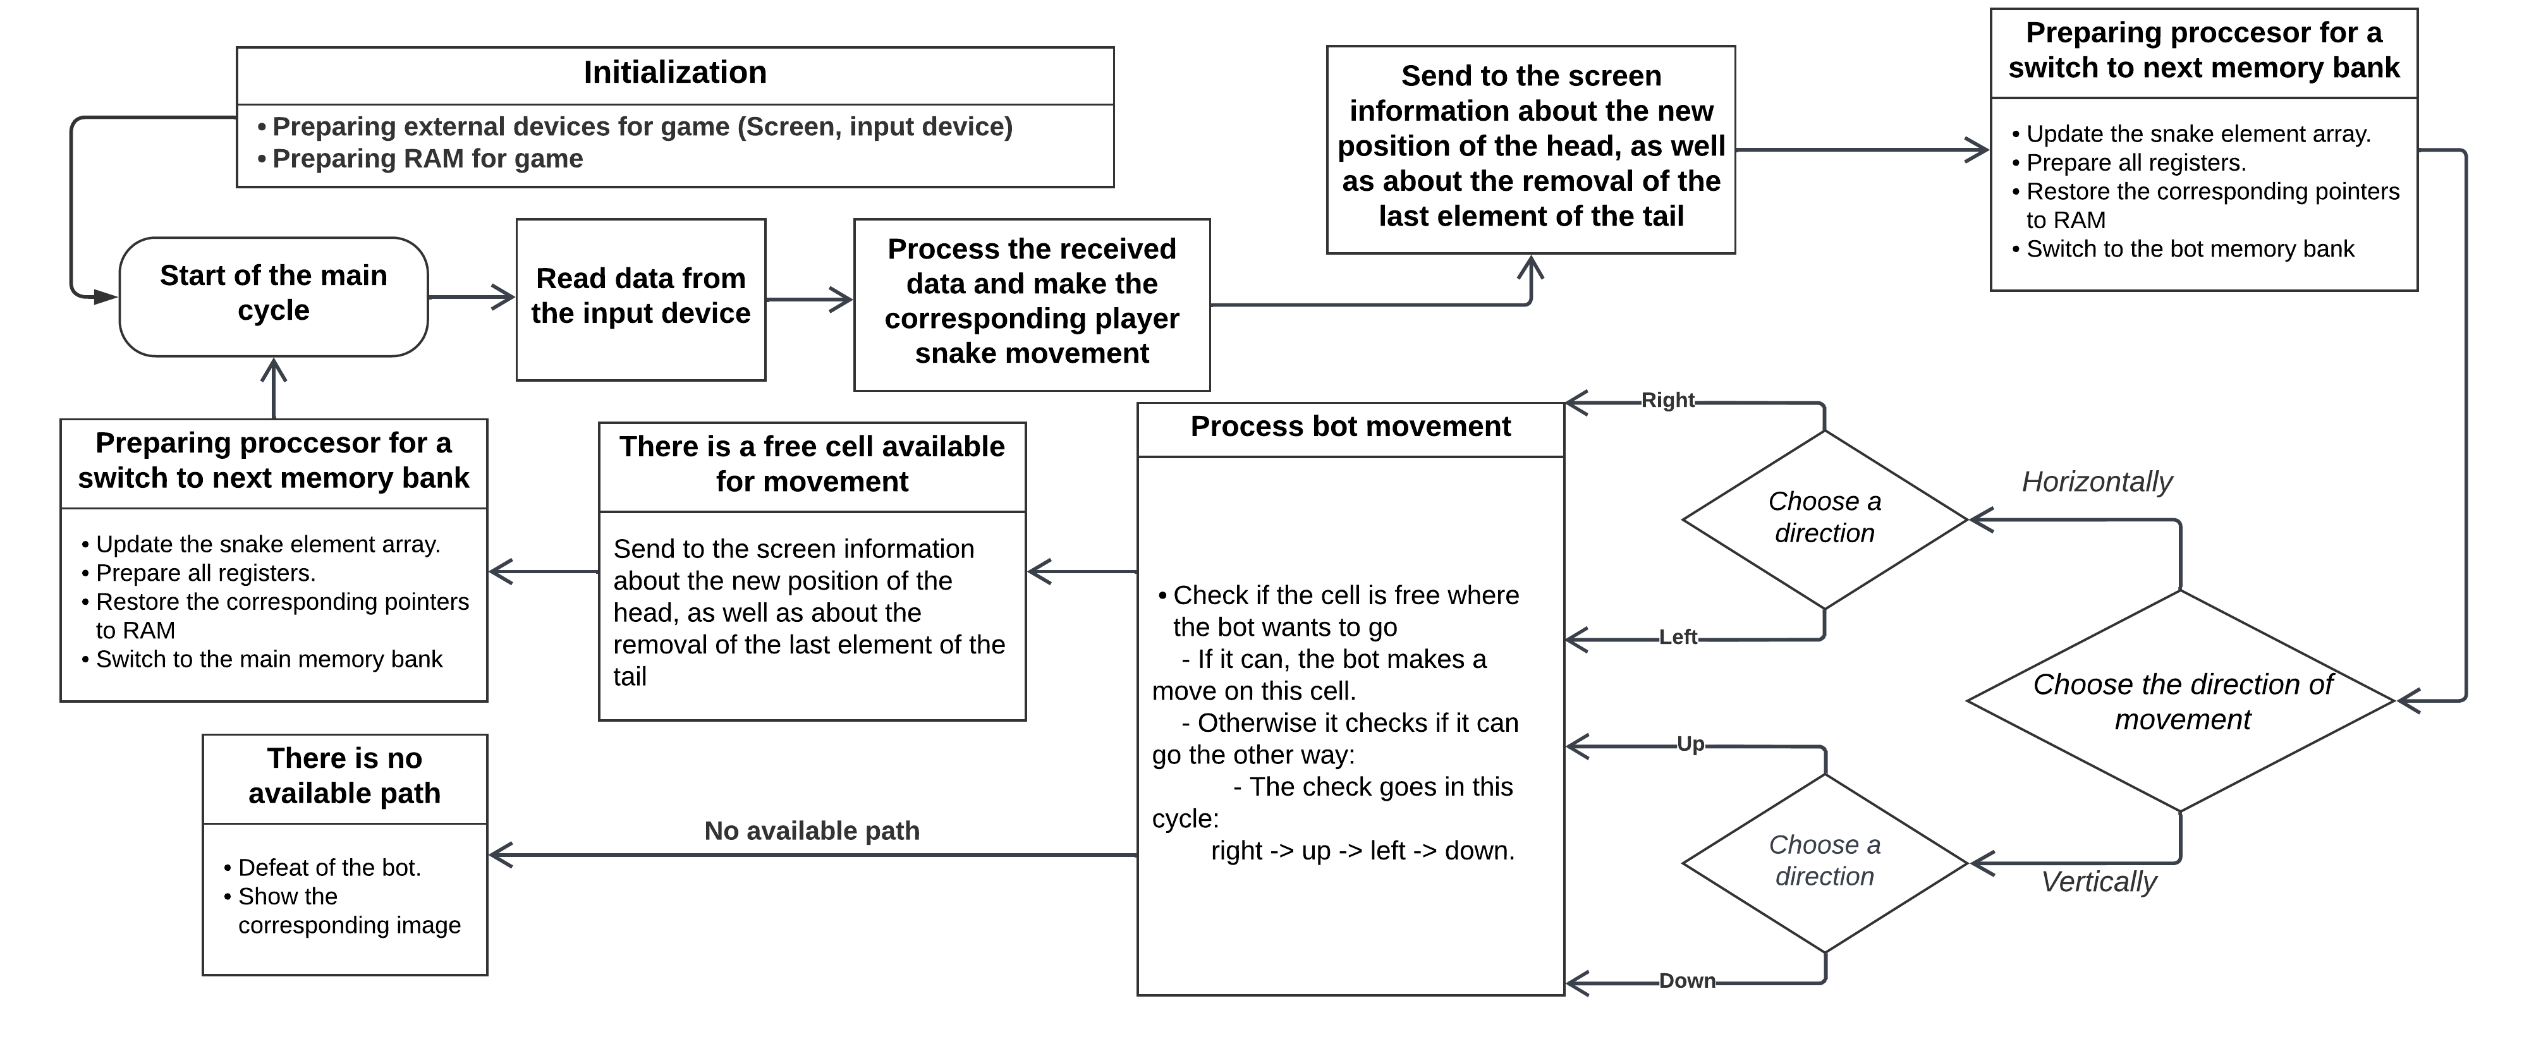 Initialization
• Preparing external devices for game (Screen, input device)
• Preparing RAM for game
Start of the main
cycle
Read data from
the input device
Process the received
data and make the
corresponding player
snake movement
Send to the screen
information about the new
position of the head, as well
as about the removal of the
last element of the tail
Preparing proccesor for a
switch to next memory bank
• Update the snake element array.
• Prepare all registers.
• Restore the corresponding pointers
to RAM
• Switch to the bot memory bank
Choose the direction of
movement
Horizontally
Vertically
Choose a
direction
Right
Left
Choose a
direction
Up
Down
Process bot movement
• Check if the cell is free where
the bot wants to go
- If it can, the bot makes a
move on this cell.
- Otherwise it checks if it can
go the other way:
- The check goes in this
cycle:
right -> up -> left -> down.
There is a free cell available
for movement
Send to the screen information
about the new position of the
head, as well as about the
removal of the last element of the
tail
Preparing proccesor for a
switch to next memory bank
• Update the snake element array.
• Prepare all registers.
• Restore the corresponding pointers
to RAM
• Switch to the main memory bank
No available path
There is no
available path
• Defeat of the bot.
• Show the
corresponding image